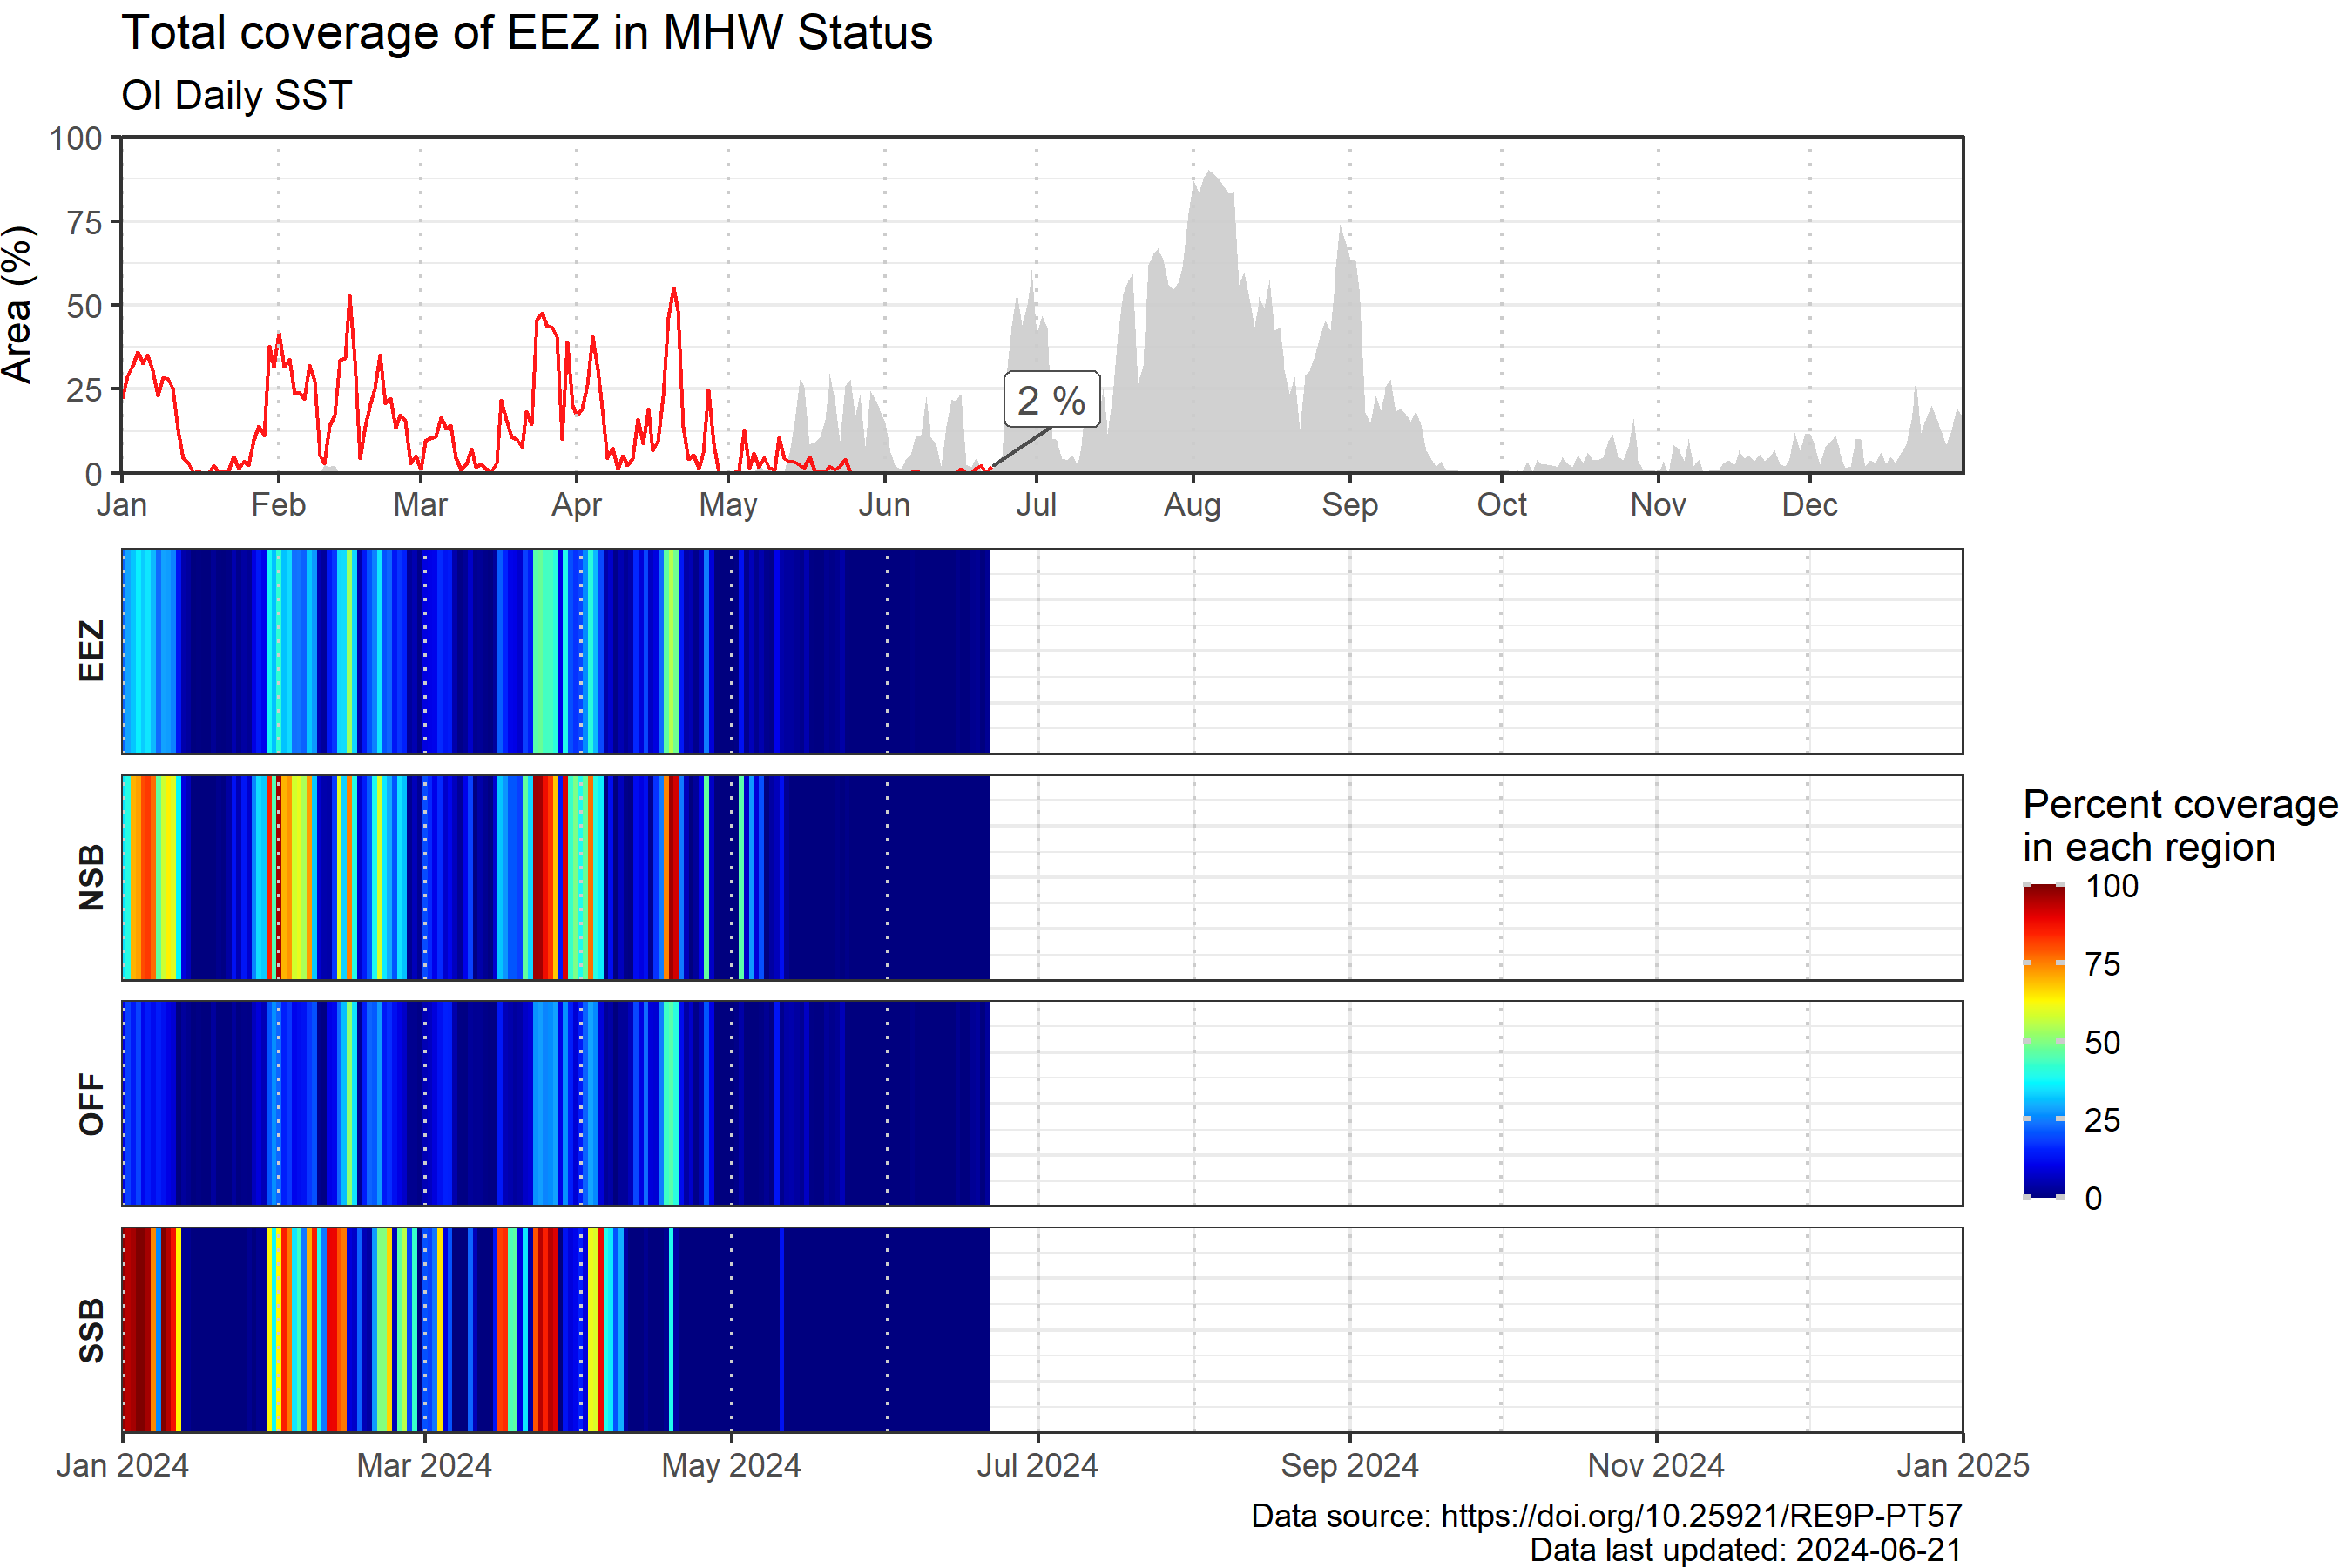 Total coverage of EEZ in MHW Status
OI Daily SST
Area (%)
100
75
50
25
0
2 %
Jan Feb Mar Apr May Jun Jul Aug Sep Oct Nov Dec
EEZ
NSB
OFF
SSB
Jan 2024 Mar 2024 May 2024 Jul 2024 Sep 2024 Nov 2024 Jan 2025
Percent coverage
in each region
100
75
50
25
0
Data source: https://doi.org/10.25921/RE9P-PT57
Data last updated: 2024-06-21